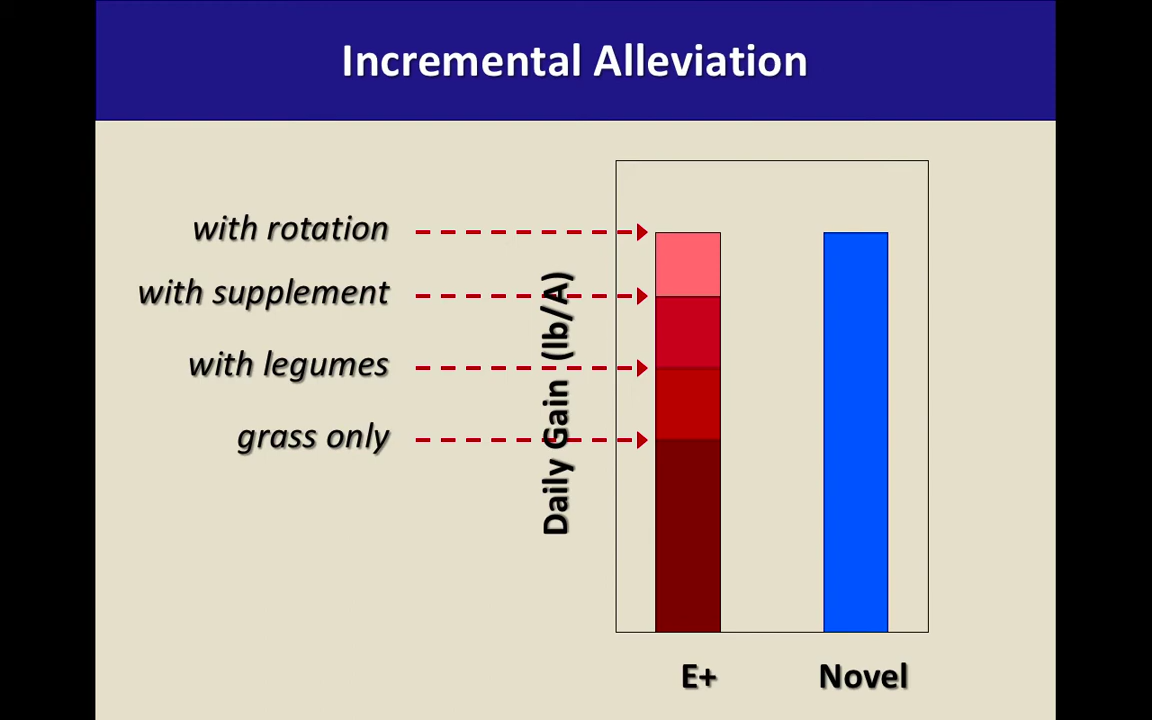 Incremental Alleviation
with rotation
with supplement
with legumes
grass only
Daily Gain (lb/A)
E+
Novel